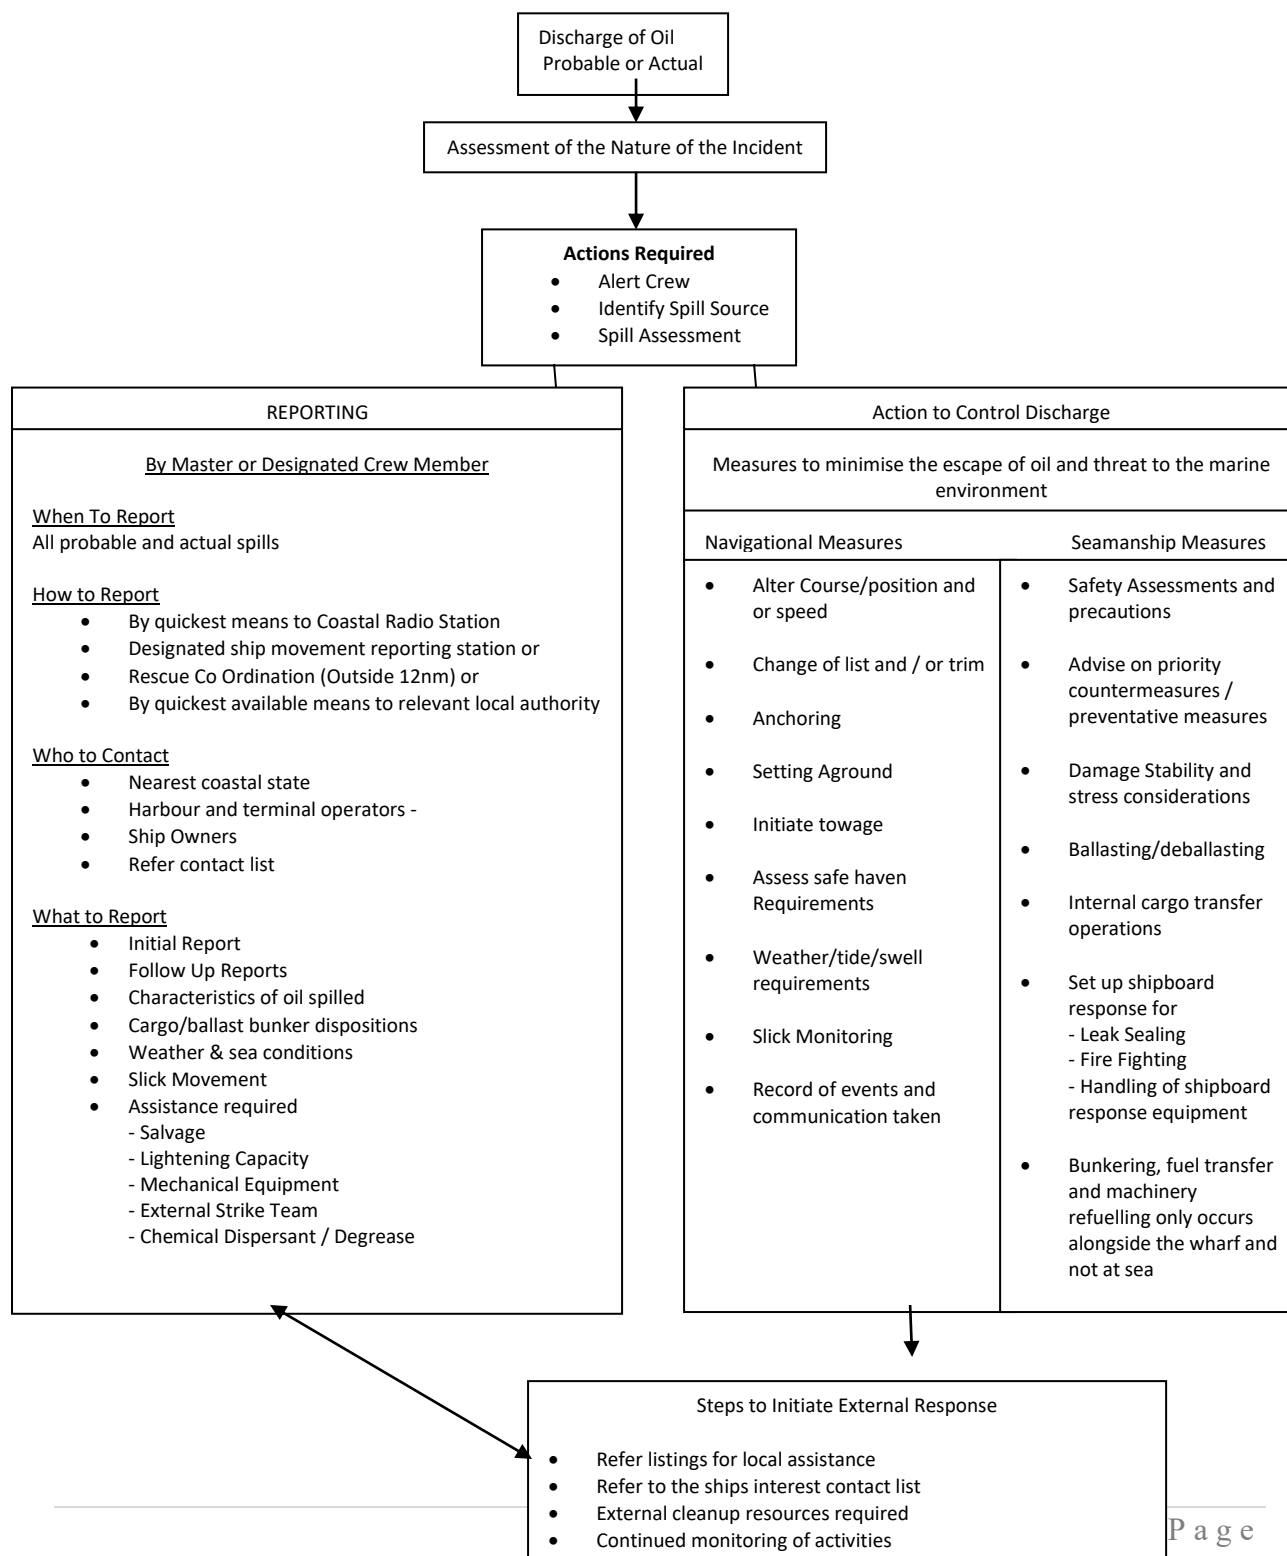 Discharge of Oil
Probable or Actual
Assessment of the Nature of the Incident
Actions Required
• Alert Crew
• Identify Spill Source
• Spill Assessment
REPORTING
By Master or Designated Crew Member
When To Report
All probable and actual spills
How to Report
• By quickest means to Coastal Radio Station
• Designated ship movement reporting station or
• Rescue Co Ordination (Outside 12nm) or
• By quickest available means to relevant local authority
Who to Contact
• Nearest coastal state
• Harbour and terminal operators -
• Ship Owners
• Refer contact list
What to Report
• Initial Report
• Follow Up Reports
• Characteristics of oil spilled
• Cargo/ballast bunker dispositions
• Weather & sea conditions
• Slick Movement
• Assistance required
- Salvage
- Lightening Capacity
- Mechanical Equipment
- External Strike Team
- Chemical Dispersant / Degrease
Action to Control Discharge
Measures to minimise the escape of oil and threat to the marine
environment
Navigational Measures
• Alter Course/position and
or speed
• Change of list and / or trim
• Anchoring
• Setting Aground
• Initiate towage
• Assess safe haven
Requirements
• Weather/tide/swell
requirements
• Slick Monitoring
• Record of events and
communication taken
Seamanship Measures
• Safety Assessments and
precautions
• Advise on priority
countermeasures /
preventative measures
• Damage Stability and
stress considerations
• Ballasting/deballasting
• Internal cargo transfer
operations
• Set up shipboard
response for
- Leak Sealing
- Fire Fighting
- Handling of shipboard
response equipment
• Bunkering, fuel transfer
and machinery
refuelling only occurs
alongside the wharf and
not at sea
Steps to Initiate External Response
• Refer listings for local assistance
• Refer to the ships interest contact list
• External cleanup resources required
• Continued monitoring of activities
Page